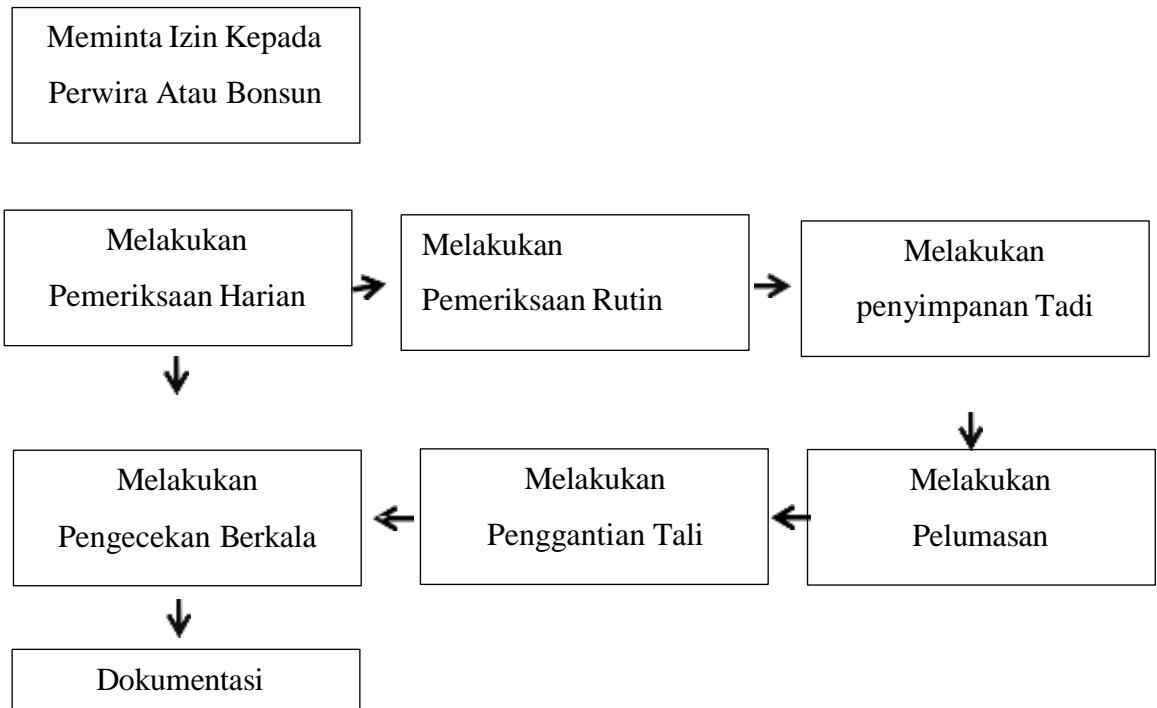 Meminta Izin Kepada
Perwira Atau Bonsun
Melakukan
Pemeriksaan Harian
Melakukan
Pemeriksaan Rutin
Melakukan
penyimpanan Tadi
Melakukan
Pengecekan Berkala
Melakukan
Penggantian Tali
Melakukan
Pelumasan
Dokumentasi